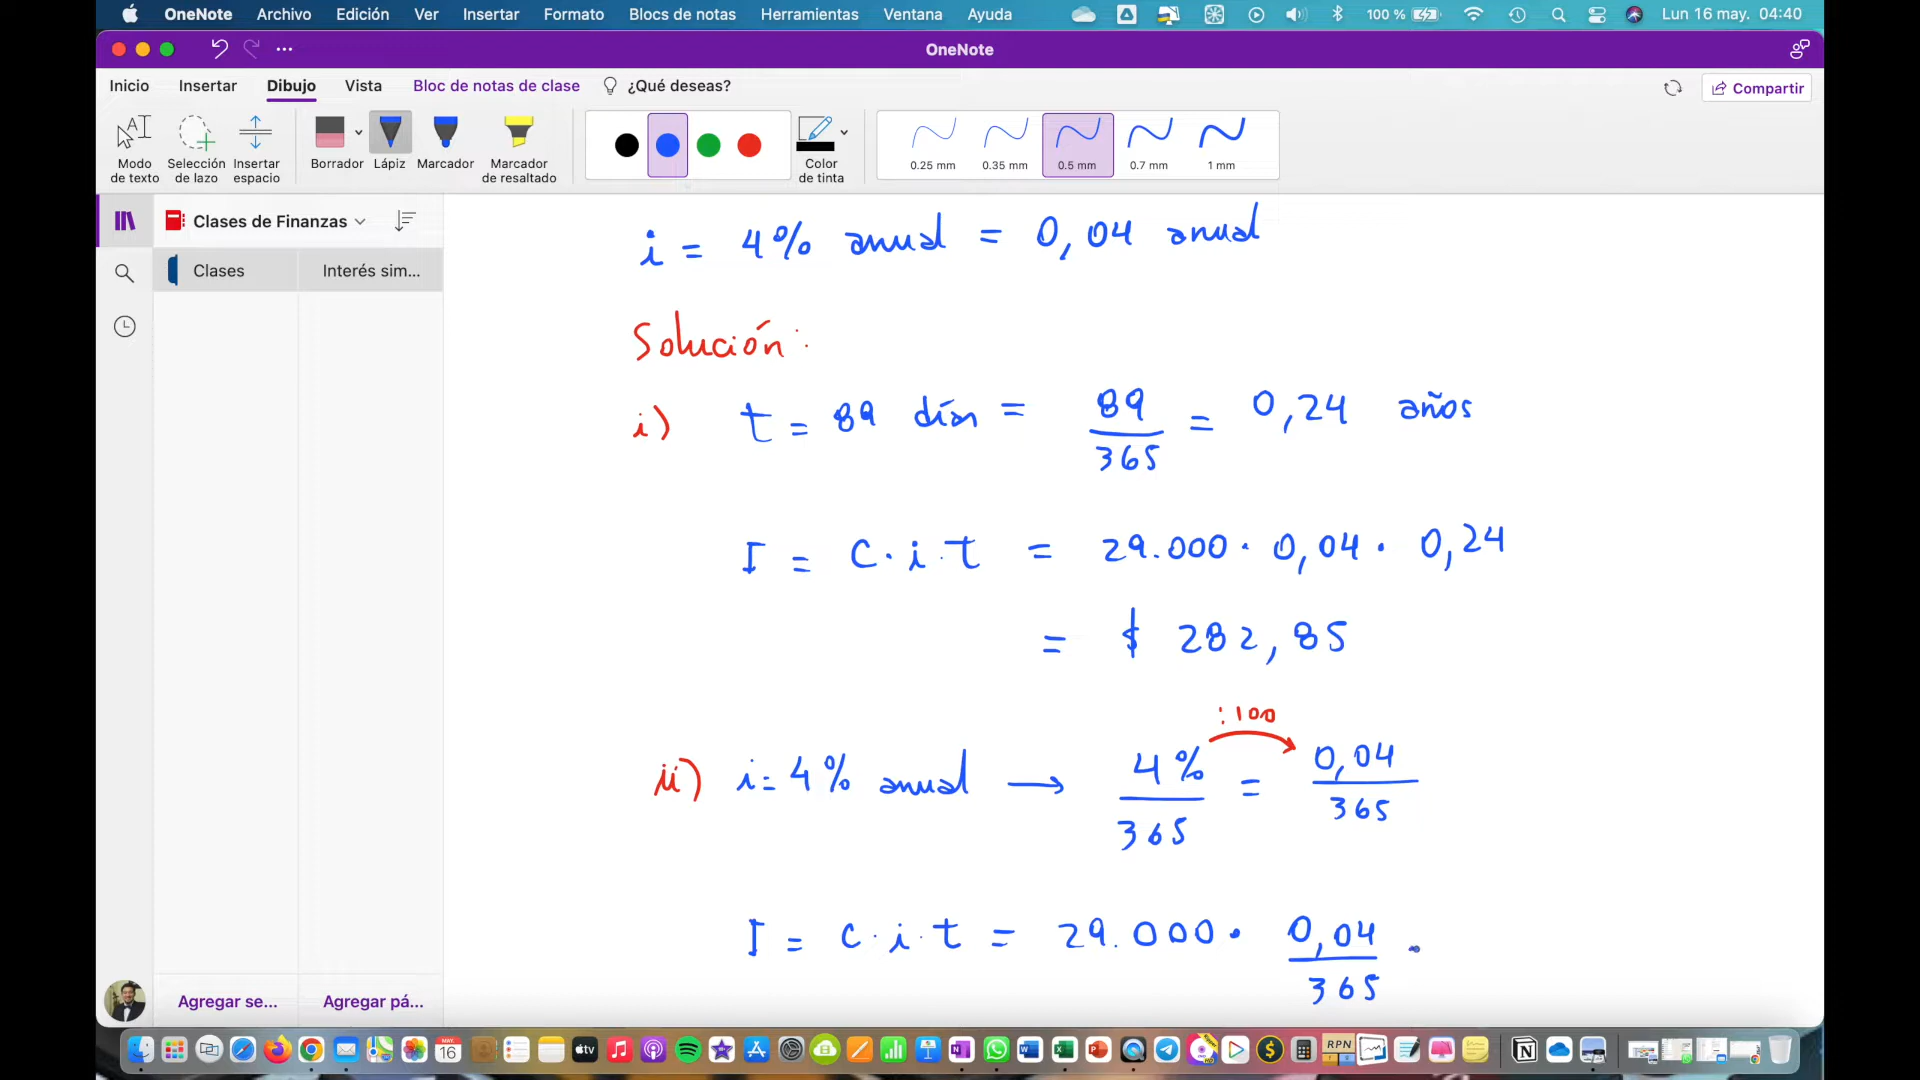 OneNote Archivo Edición Ver Insertar Formato Blocs de notas Herramientas Ventana Ayuda 100 % Lun 16 may. 04:40
OneNote
Inicio Insertar Dibujo Vista Bloc de notas de clase ¿Qué deseas? Compartir
Modo de texto
Selección de lazo
Insertar espacio
Borrador
Lápiz
Marcador
Marcador de resaltado
Color de tinta
0.25 mm 0.35 mm 0.5 mm 0.7 mm 1 mm
Clases de Finanzas
Clases Interés sim...
i = 4% anual = 0,04 anual
Solución:
i) t = 89 días = 89/365 = 0,24 años
I = C·i·t = 29.000 · 0,04 · 0,24
= $ 282,85
:100
ii) i = 4% anual → 4%/365 = 0,04/365
I = C·i·t = 29.000 · 0,04/365 ·
Agregar se... Agregar pá...
MAY. 16
tv
RPN